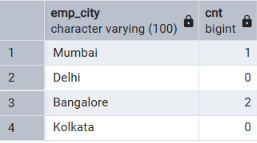 emp_city cnt
character varying (100) bigint
1 Mumbai 1
2 Delhi 0
3 Bangalore 2
4 Kolkata 0